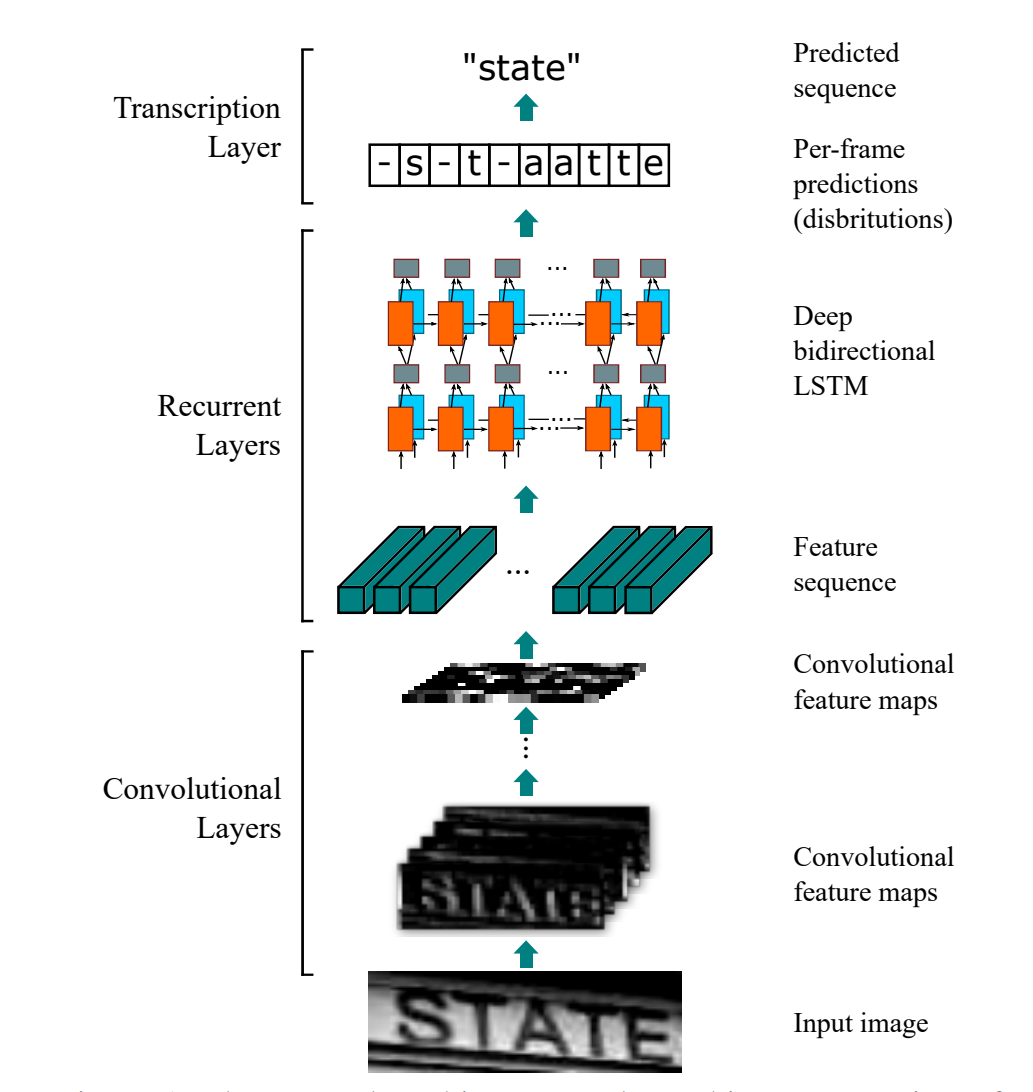 "state"
Predicted
sequence
Transcription
Layer
-s-t-aatte
Per-frame
predictions
(disbritutions)
...
Deep
bidirectional
LSTM
Recurrent
Layers
Feature
sequence
...
Convolutional
feature maps
Convolutional
Layers
STATE
Convolutional
feature maps
STATE
Input image